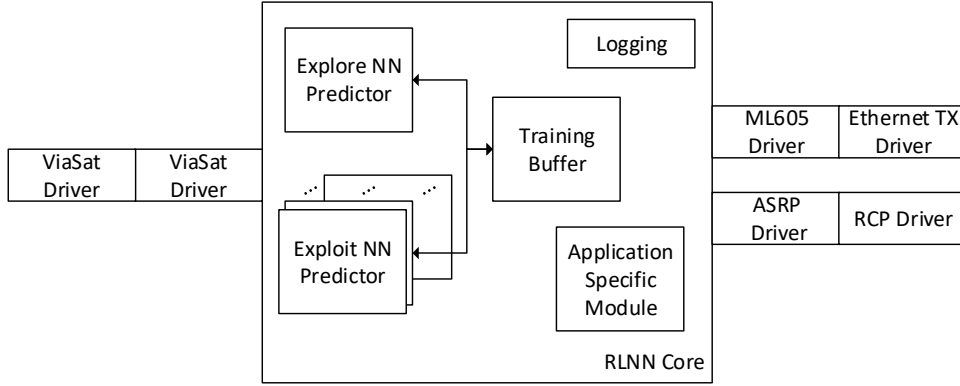 Logging
Explore NN
Predictor
Training
Buffer
ML605
Driver
Ethernet TX
Driver
ViaSat
Driver
ViaSat
Driver
...
...
...
Exploit NN
Predictor
ASRP
Driver
RCP Driver
Application
Specific
Module
RLNN Core